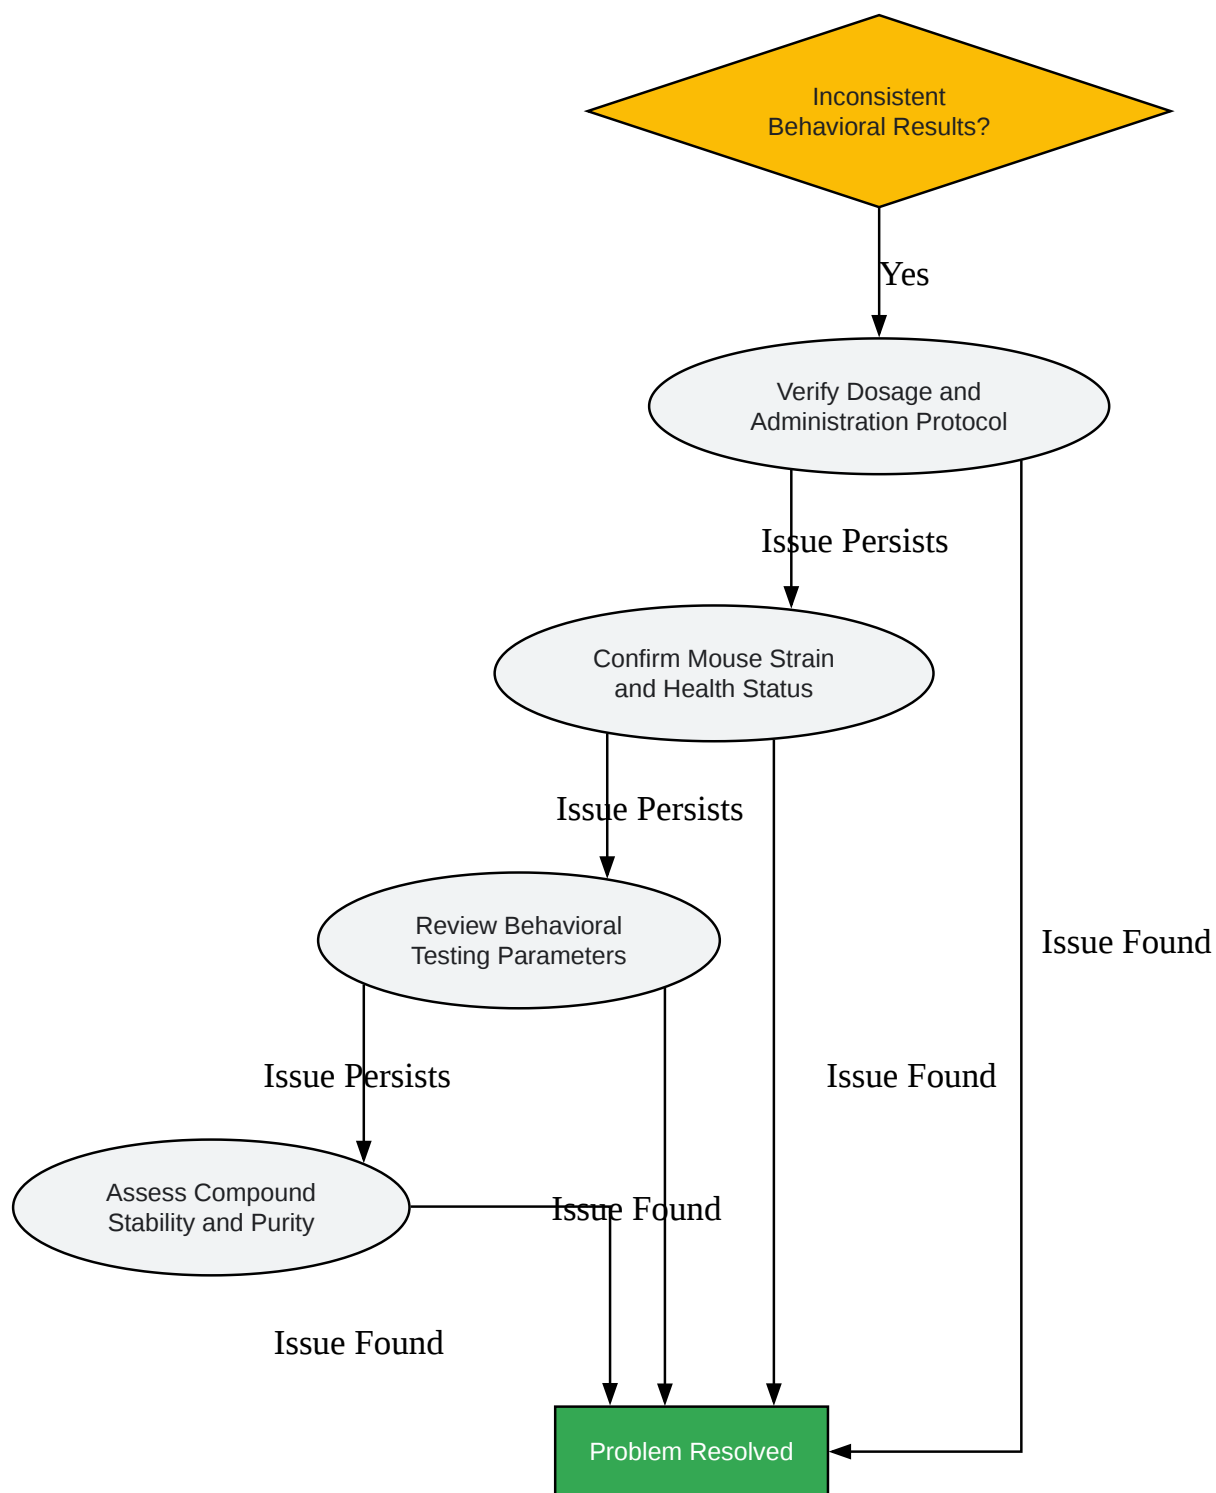 Inconsistent
Behavioral Results?
Yes
Verify Dosage and
Administration Protocol
Issue Persists
Confirm Mouse Strain
and Health Status
Issue Persists
Review Behavioral
Testing Parameters
Issue Found
Issue Persists
Issue Found
Assess Compound
Stability and Purity
Issue Found
Issue Found
Problem Resolved